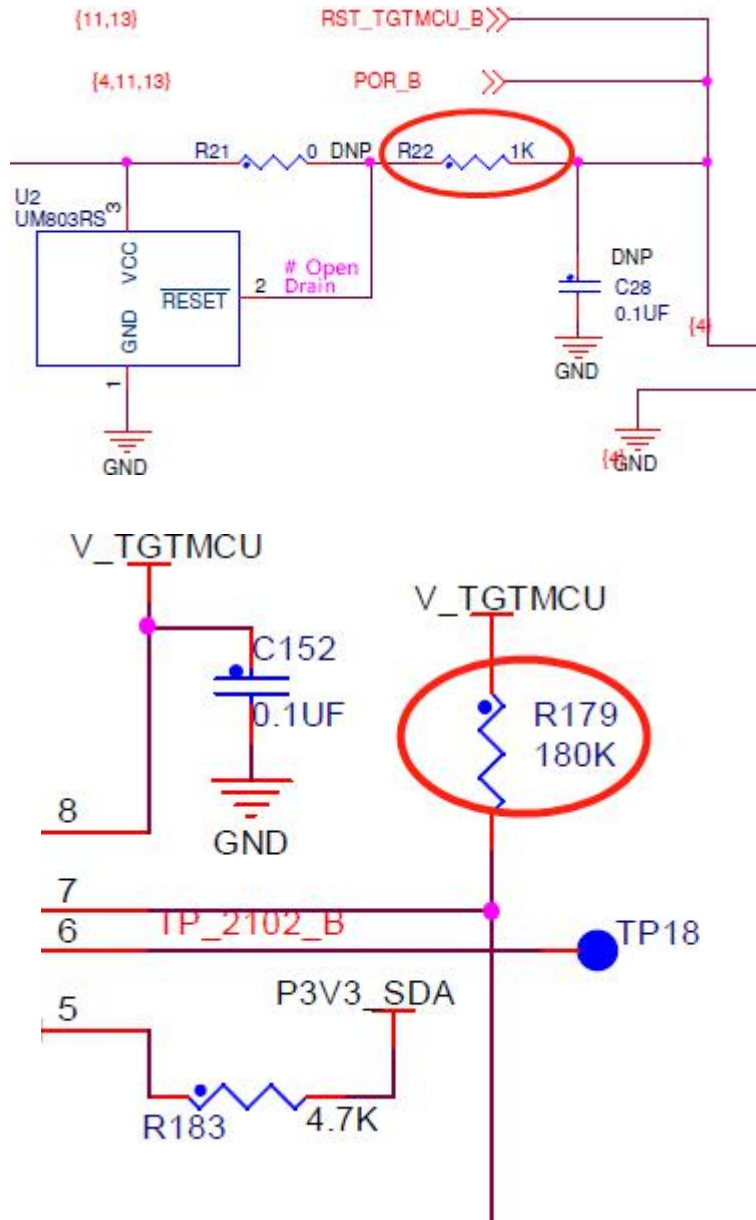 {11,13} RST_TGTMCU_B
{4,11,13} POR_B
R21 0 DNP R22 1K
U2
UM803RS
3
VCC
RESET
2
# Open
Drain
GND
1
GND
DNP
C28
0.1UF
GND
{4}
{4}
GND
V_TGTMCU
C152
0.1UF
GND
V_TGTMCU
R179
180K
8
7
TP_2102_B
6
TP18
P3V3_SDA
5
R183 4.7K